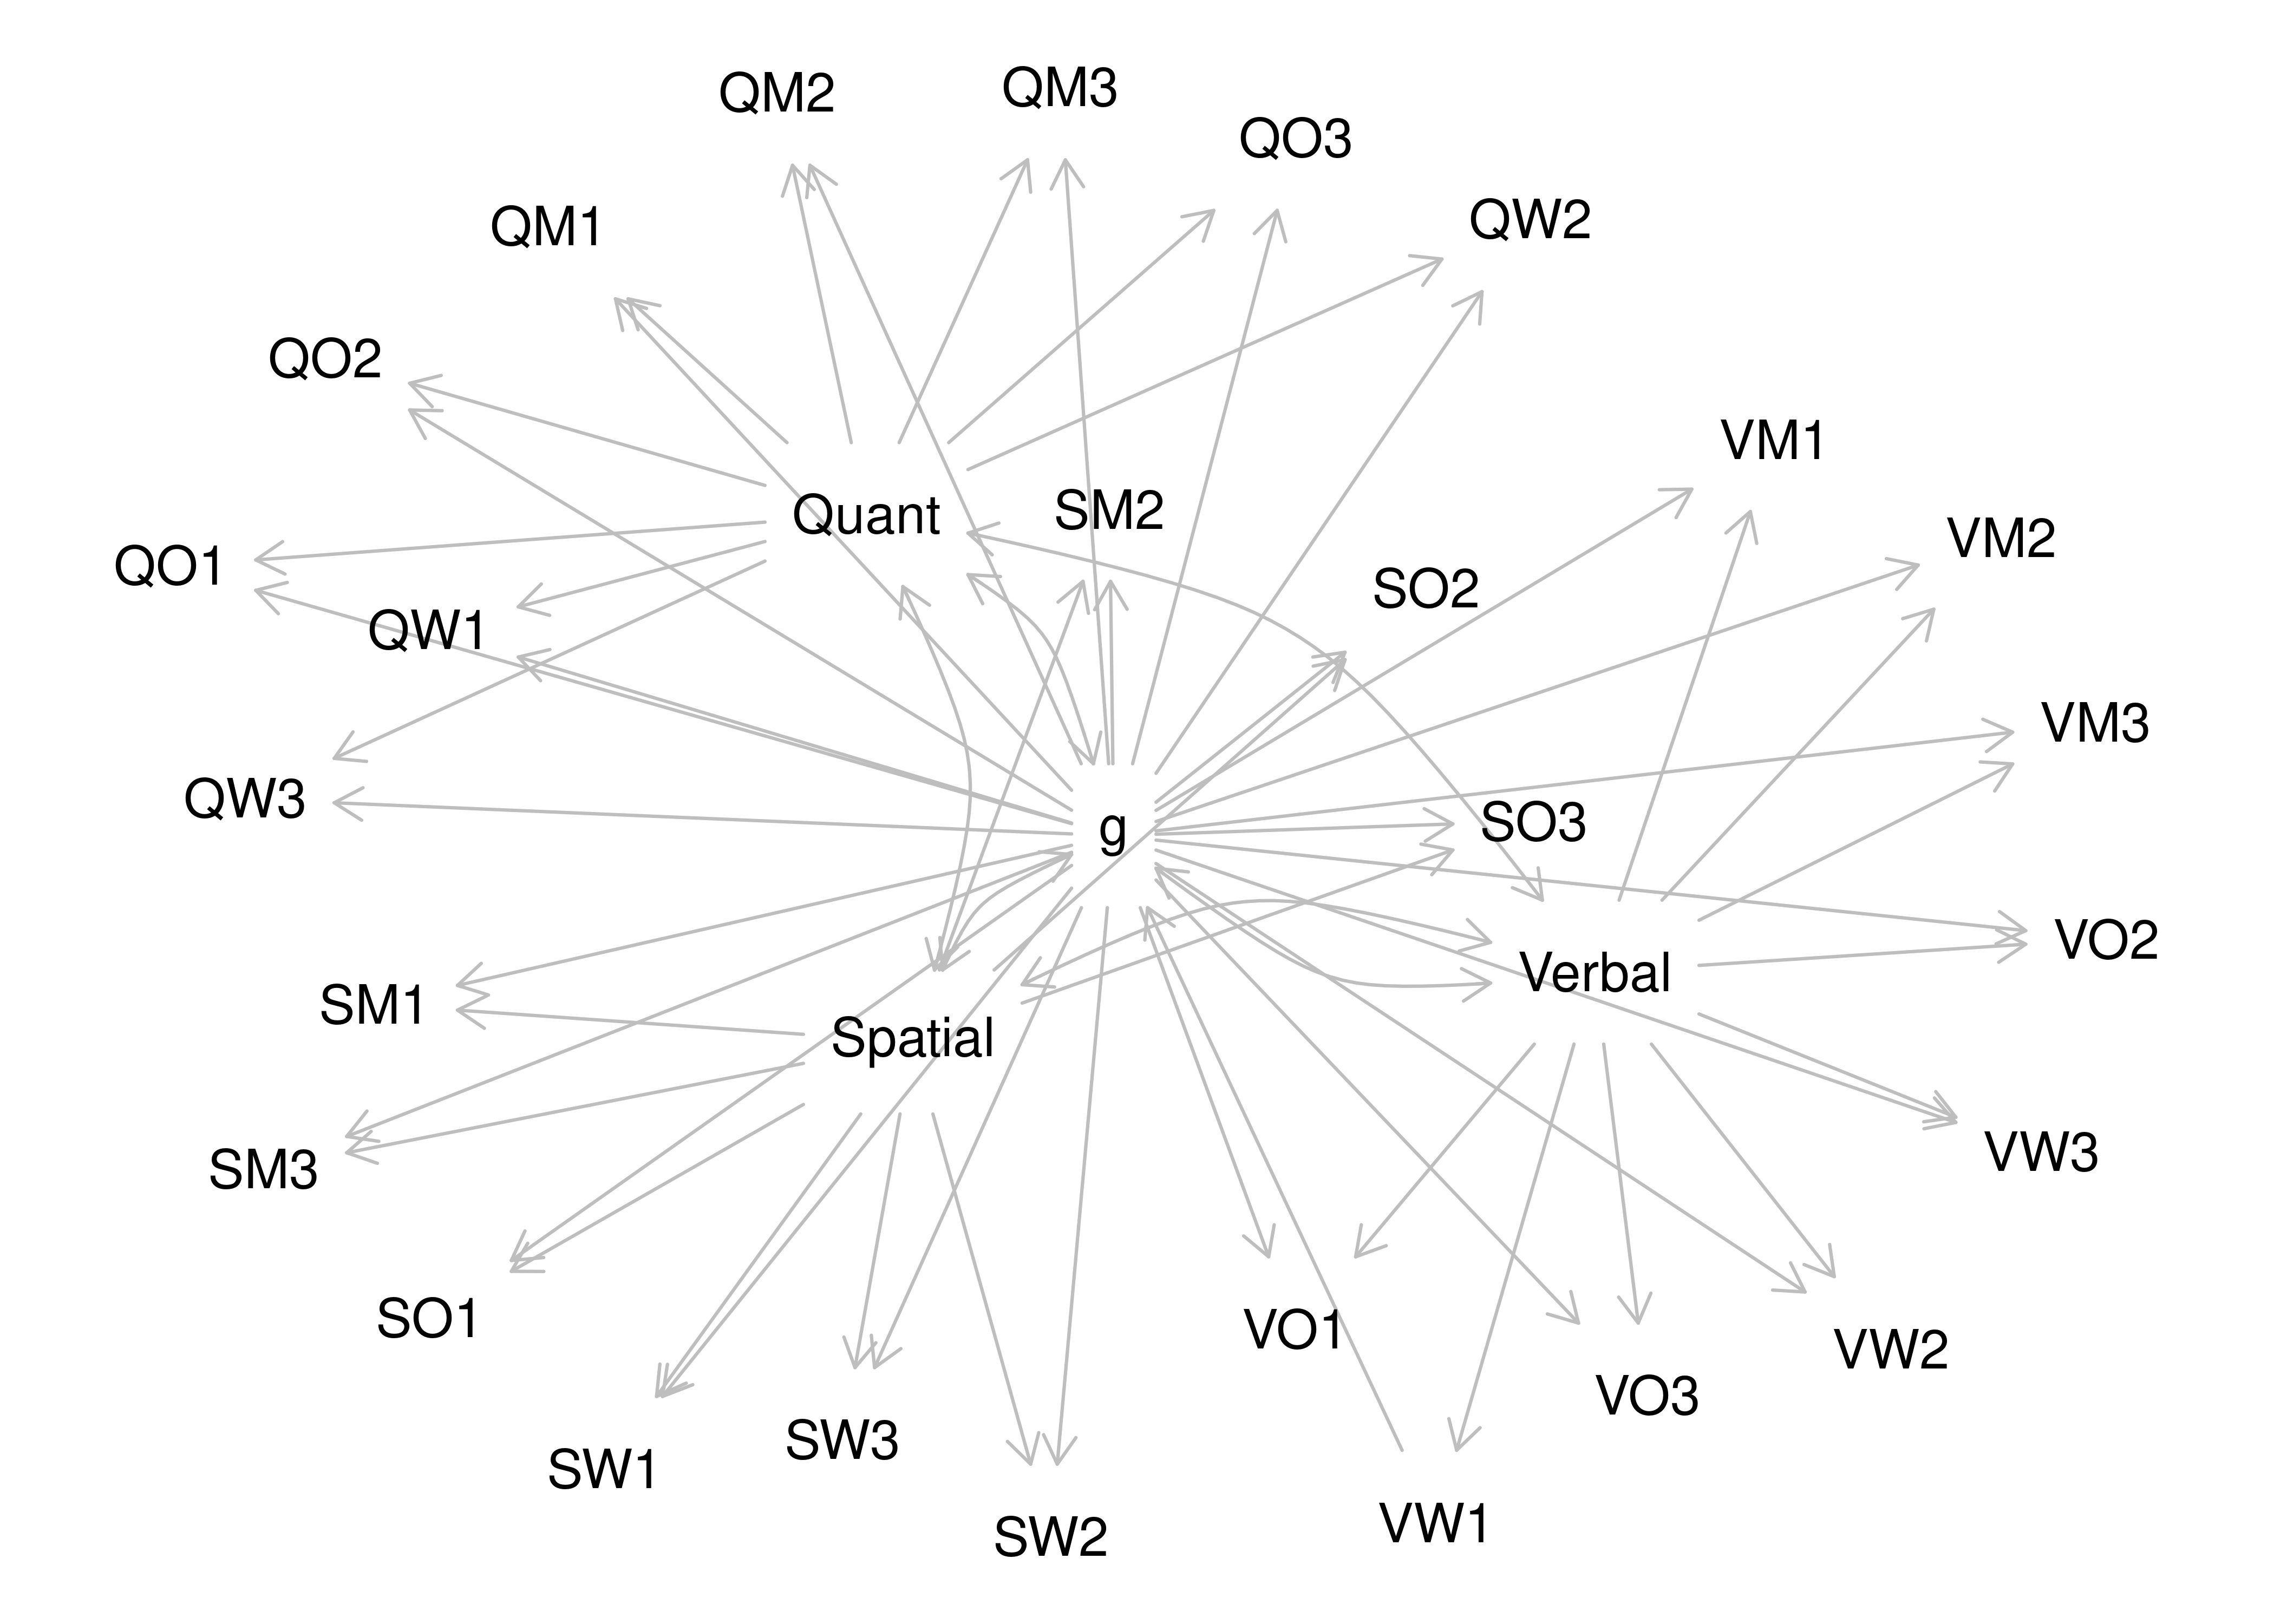 QM3
QM2
QO3
QW2
QM1
QO2
VM1
SM2
Quant
VM2
QO1
SO2
QW1
VM3
QW3
SO3
g
VO2
Verbal
SM1
Spatial
VW3
SM3
SO1
VO1
VW2
VO3
SW3
SW1
VW1
SW2